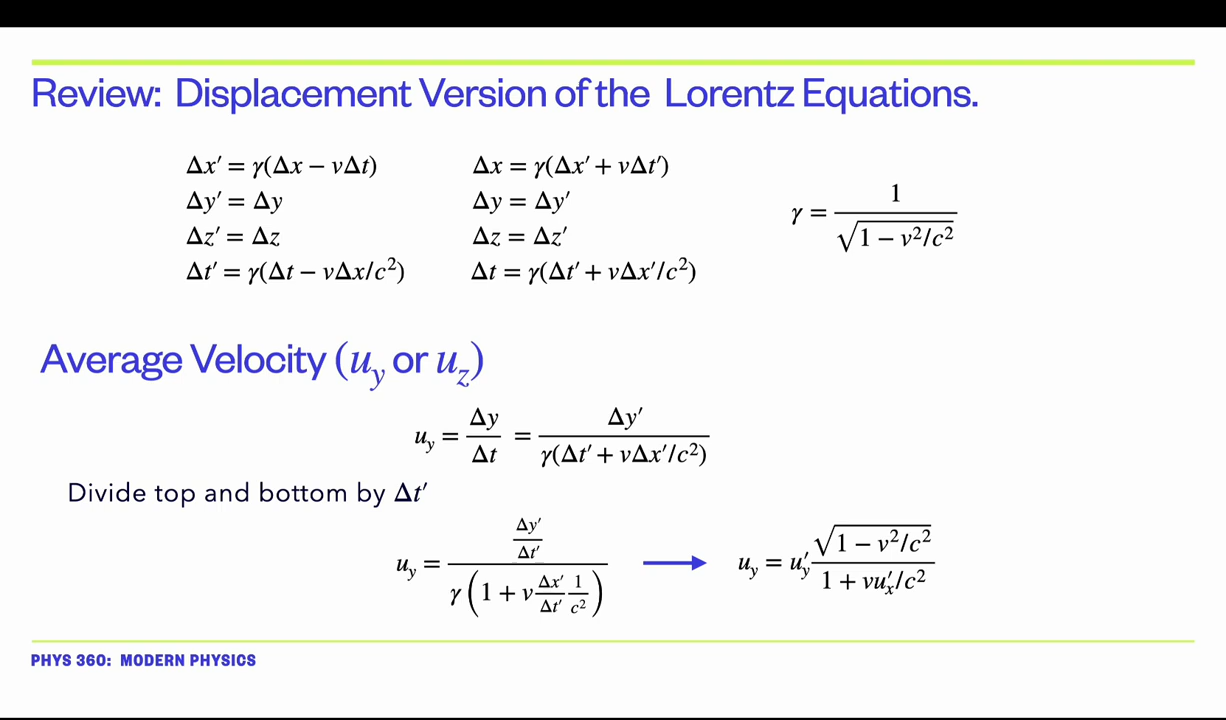 Review: Displacement Version of the Lorentz Equations.
Δx′ = γ(Δx − vΔt)
Δy′ = Δy
Δz′ = Δz
Δt′ = γ(Δt − vΔx/c²)
Δx = γ(Δx′ + vΔt′)
Δy = Δy′
Δz = Δz′
Δt = γ(Δt′ + vΔx′/c²)
γ = 1 / √(1 − v²/c²)
Average Velocity (u_y or u_z)
u_y = Δy/Δt = Δy′ / γ(Δt′ + vΔx′/c²)
Divide top and bottom by Δt′
u_y = (Δy′/Δt′) / γ(1 + v (Δx′/Δt′) (1/c²)) → u_y = u′_y √(1 − v²/c²) / (1 + vu′_x/c²)
PHYS 360: MODERN PHYSICS